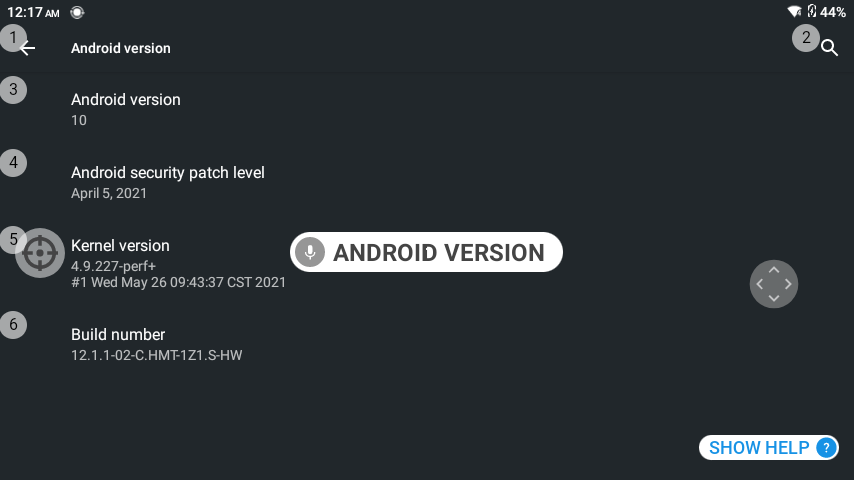 12:17 AM
44%
1
Android version
2
3
Android version
10
4
Android security patch level
April 5, 2021
5
Kernel version
4.9.227-perf+
#1 Wed May 26 09:43:37 CST 2021
ANDROID VERSION
6
Build number
12.1.1-02-C.HMT-1Z1.S-HW
SHOW HELP ?